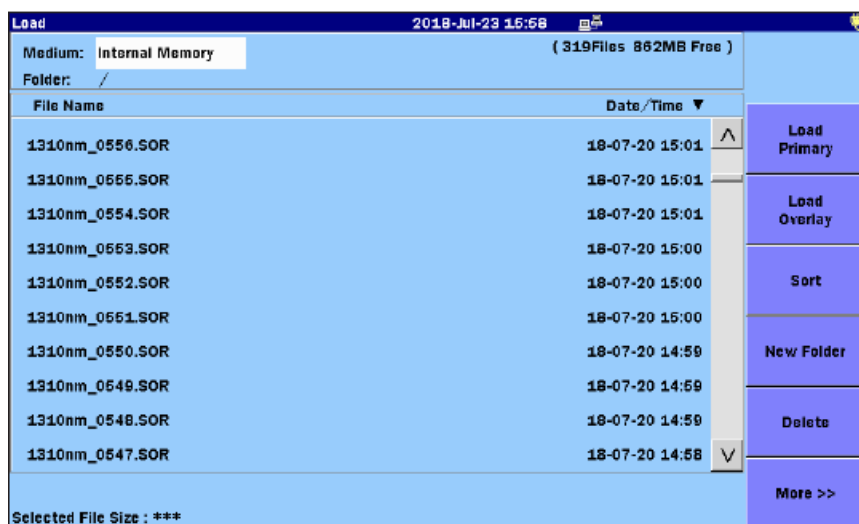 Load 2018-Jul-23 15:58
Medium: Internal Memory (319Files 862MB Free)
Folder: /
File Name Date/Time ▼
1310nm_0556.SOR 18-07-20 15:01
1310nm_0555.SOR 18-07-20 15:01
1310nm_0554.SOR 18-07-20 15:01
1310nm_0553.SOR 18-07-20 15:00
1310nm_0552.SOR 18-07-20 15:00
1310nm_0551.SOR 18-07-20 15:00
1310nm_0550.SOR 18-07-20 14:59
1310nm_0549.SOR 18-07-20 14:59
1310nm_0548.SOR 18-07-20 14:59
1310nm_0547.SOR 18-07-20 14:58
Selected File Size : ***
Load
Primary
Load
Overlay
Sort
New Folder
Delete
More >>